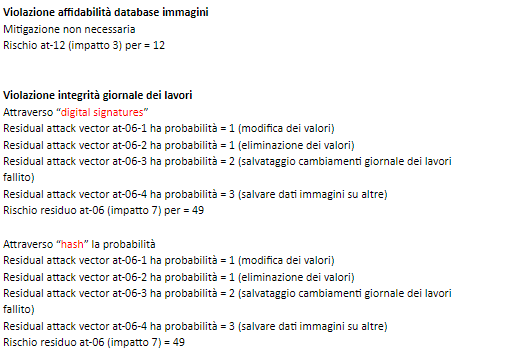 Violazione affidabilità database immagini
Mitigazione non necessaria
Rischio at-12 (impatto 3) per = 12
Violazione integrità giornale dei lavori
Attraverso “digital signatures”
Residual attack vector at-06-1 ha probabilità = 1 (modifica dei valori)
Residual attack vector at-06-2 ha probabilità = 1 (eliminazione dei valori)
Residual attack vector at-06-3 ha probabilità = 2 (salvataggio cambiamenti giornale dei lavori
fallito)
Residual attack vector at-06-4 ha probabilità = 3 (salvare dati immagini su altre)
Rischio residuo at-06 (impatto 7) per = 49
Attraverso “hash” la probabilità
Residual attack vector at-06-1 ha probabilità = 1 (modifica dei valori)
Residual attack vector at-06-2 ha probabilità = 1 (eliminazione dei valori)
Residual attack vector at-06-3 ha probabilità = 2 (salvataggio cambiamenti giornale dei lavori
fallito)
Residual attack vector at-06-4 ha probabilità = 3 (salvare dati immagini su altre)
Rischio residuo at-06 (impatto 7) = 49